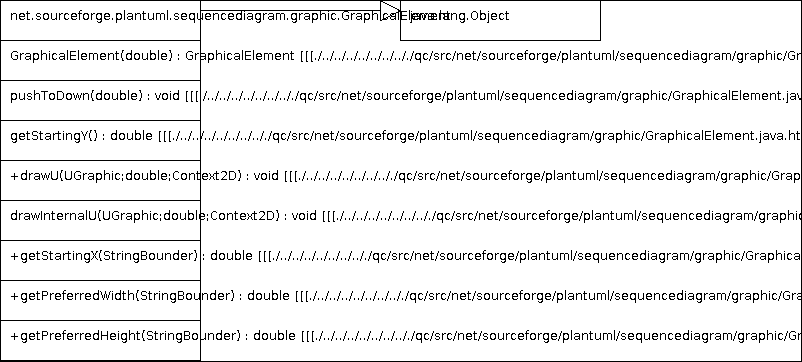 net.sourceforge.plantuml.sequencediagram.graphic.GraphicalElement java.lang.Object
GraphicalElement(double) : GraphicalElement [[[./../../../../../../../qc/src/net/sourceforge/plantuml/sequencediagram/graphic/Gr
pushToDown(double) : void [[[./../../../../../../../qc/src/net/sourceforge/plantuml/sequencediagram/graphic/GraphicalElement.jav
getStartingY() : double [[[./../../../../../../../qc/src/net/sourceforge/plantuml/sequencediagram/graphic/GraphicalElement.java.ht
+drawU(UGraphic;double;Context2D) : void [[[./../../../../../../../qc/src/net/sourceforge/plantuml/sequencediagram/graphic/Grap
drawInternalU(UGraphic;double;Context2D) : void [[[./../../../../../../../qc/src/net/sourceforge/plantuml/sequencediagram/graphic
+getStartingX(StringBounder) : double [[[./../../../../../../../qc/src/net/sourceforge/plantuml/sequencediagram/graphic/Graphica
+getPreferredWidth(StringBounder) : double [[[./../../../../../../../qc/src/net/sourceforge/plantuml/sequencediagram/graphic/Gra
+getPreferredHeight(StringBounder) : double [[[./../../../../../../../qc/src/net/sourceforge/plantuml/sequencediagram/graphic/Gr